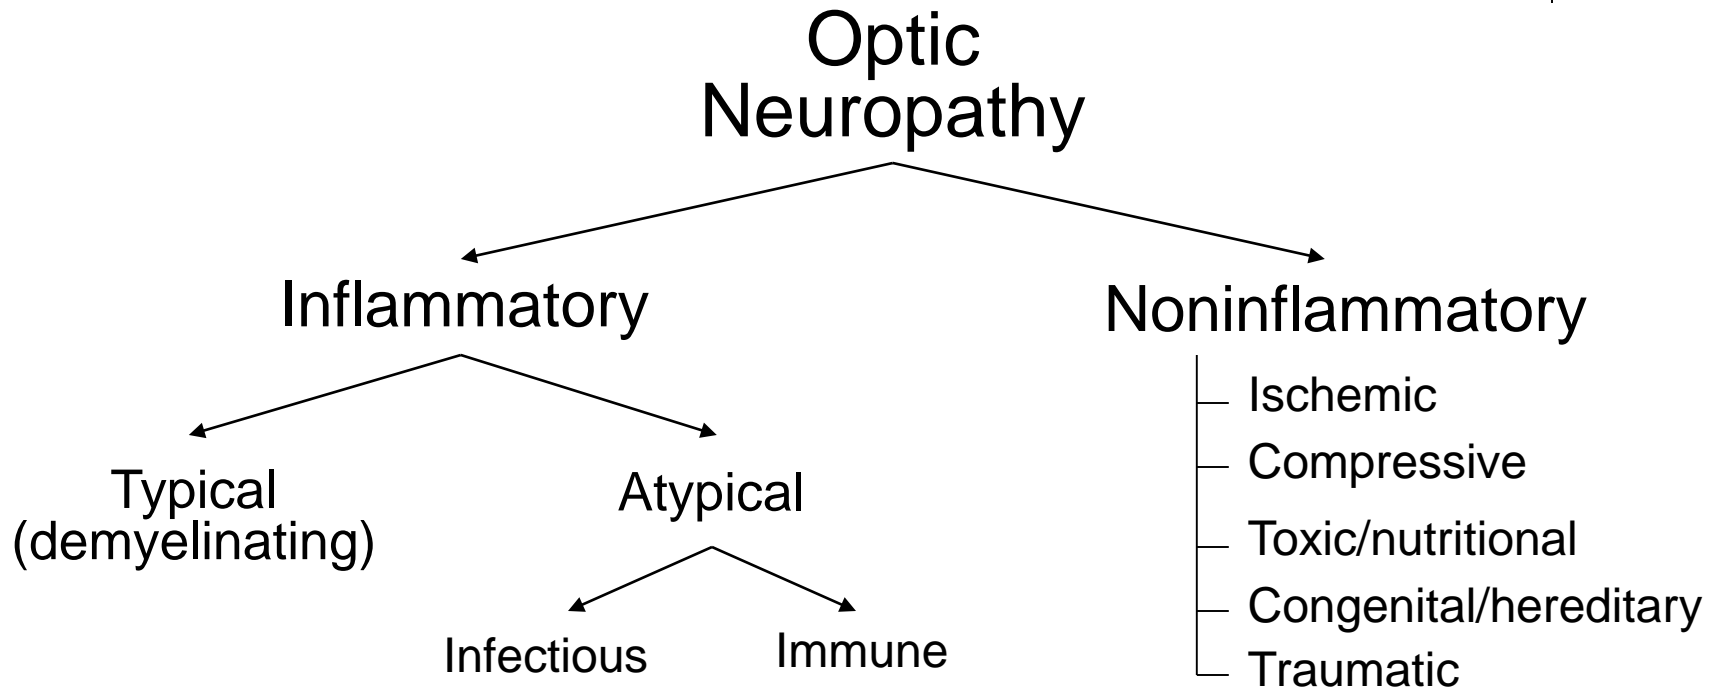 Optic
Neuropathy
Inflammatory
Noninflammatory
Typical
(demyelinating)
Atypical
Infectious
Immune
Ischemic
Compressive
Toxic/nutritional
Congenital/hereditary
Traumatic